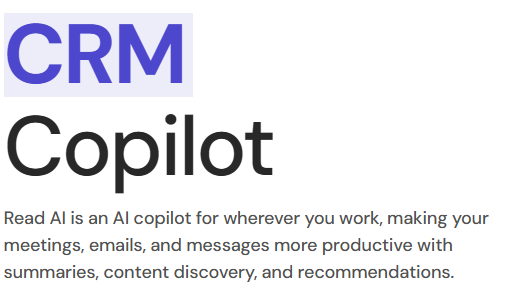 CRM
Copilot
Read AI is an AI copilot for wherever you work, making your
meetings, emails, and messages more productive with
summaries, content discovery, and recommendations.